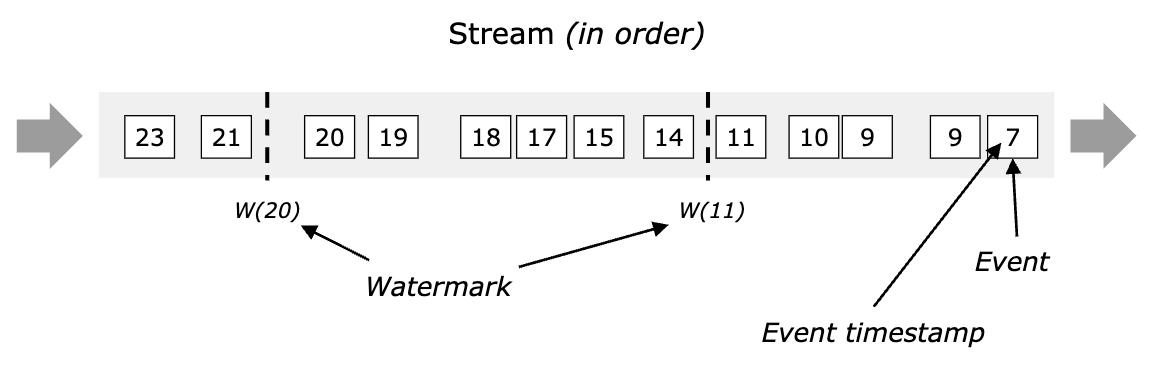 Stream (in order)
23 21 20 19 18 17 15 14 11 10 9 9 7
W(20) W(11)
Watermark
Event
Event timestamp